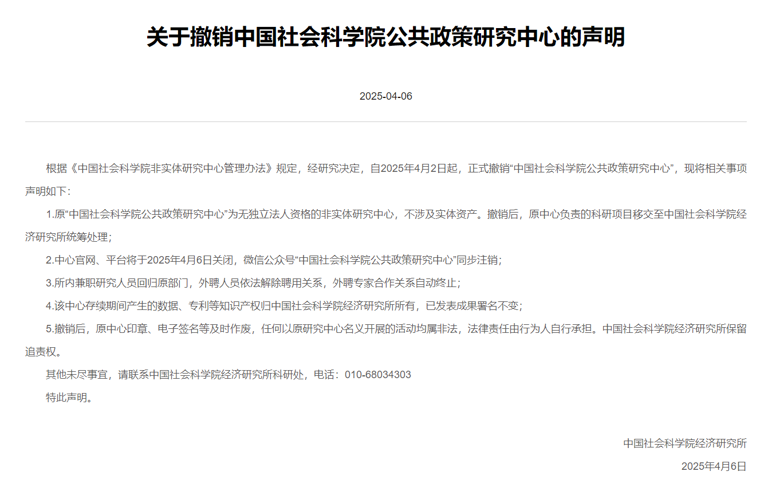 关于撤销中国社会科学院公共政策研究中心的声明
2025-04-06
根据《中国社会科学院非实体研究中心管理办法》规定，经研究决定，自2025年4月2日起，正式撤销“中国社会科学院公共政策研究中心”，现将相关事项
声明如下：
1.原“中国社会科学院公共政策研究中心”为无独立法人资格的非实体研究中心，不涉及实体资产。撤销后，原中心负责的科研项目移交至中国社会科学院经
济研究所统筹处理；
2.中心官网、平台将于2025年4月6日关闭，微信公众号“中国社会科学院公共政策研究中心”同步注销；
3.所内兼职研究人员回归原部门，外聘人员依法解除聘用关系，外聘专家合作关系自动终止；
4.该中心存续期间产生的数据、专利等知识产权归中国社会科学院经济研究所所有，已发表成果署名不变；
5.撤销后，原中心印章、电子签名等及时作废，任何以原研究中心名义开展的活动均属非法，法律责任由行为人自行承担。中国社会科学院经济研究所保留
追责权。
其他未尽事宜，请联系中国社会科学院经济研究所科研处，电话：010-68034303
特此声明。
中国社会科学院经济研究所
2025年4月6日